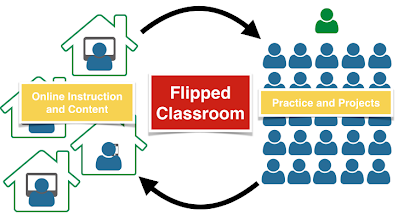 Online Instruction
and Content
Flipped
Classroom
Practice and Projects